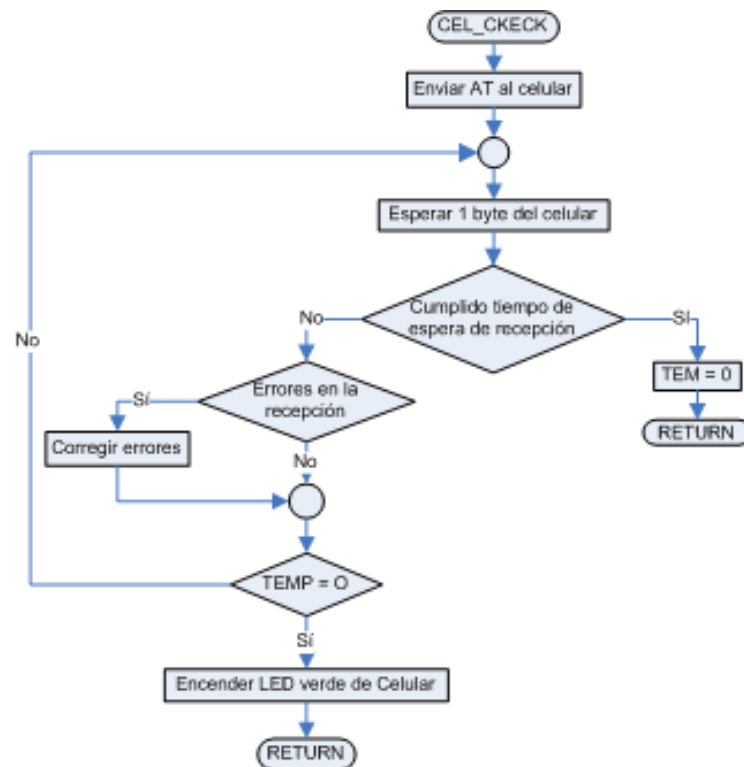 CEL_CKECK
Enviar AT al celular
Esperar 1 byte del celular
Cumplido tiempo de
espera de recepción
No
Sí
No
TEM = 0
Errores en la
recepción
Sí
RETURN
Corregir errores
No
TEMP = O
Sí
Encender LED verde de Celular
RETURN